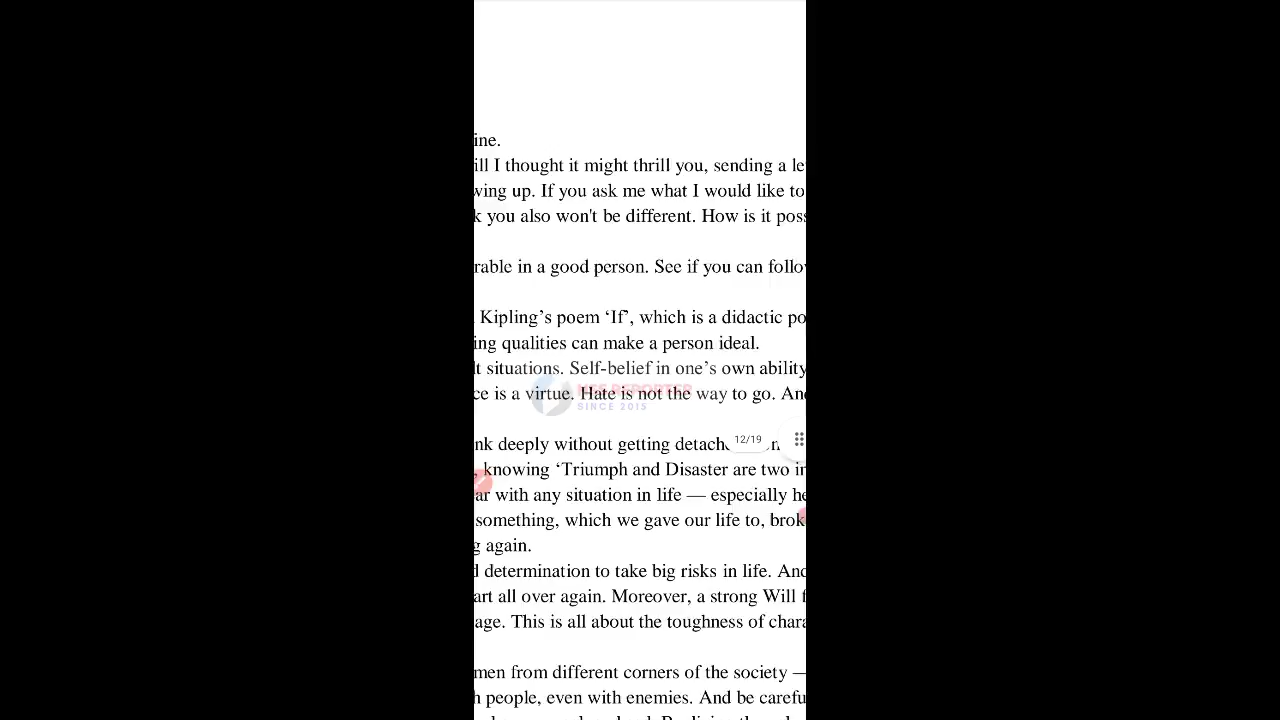 ine.
ill I thought it might thrill you, sending a le
wing up. If you ask me what I would like to
k you also won't be different. How is it poss
rable in a good person. See if you can follo
Kipling’s poem ‘If’, which is a didactic po
ing qualities can make a person ideal.
lt situations. Self-belief in one’s own ability
ce is a virtue. Hate is not the way to go. And
HES REPORTER
SINCE 2015
nk deeply without getting detach
12/19
, knowing ‘Triumph and Disaster are two im
ar with any situation in life — especially he
something, which we gave our life to, brok
g again.
d determination to take big risks in life. And
art all over again. Moreover, a strong Will f
age. This is all about the toughness of chara
men from different corners of the society —
h people, even with enemies. And be carefu